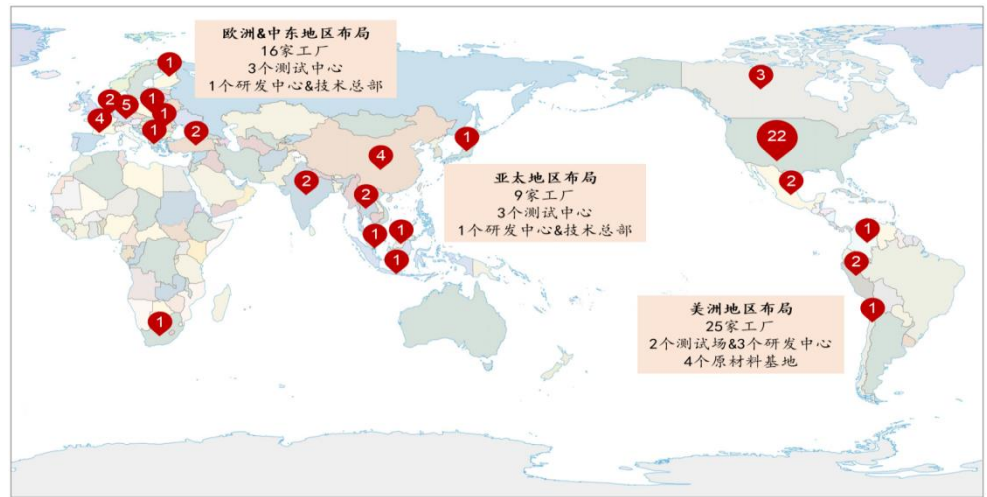 欧洲&中东地区布局
16家工厂
3个测试中心
1个研发中心&技术总部
1
2
5
1
1
4
1
2
3
22
2
1
4
2
2
亚太地区布局
9家工厂
3个测试中心
1个研发中心&技术总部
1
1
1
1
2
1
美洲地区布局
25家工厂
2个测试场&3个研发中心
4个原材料基地
1